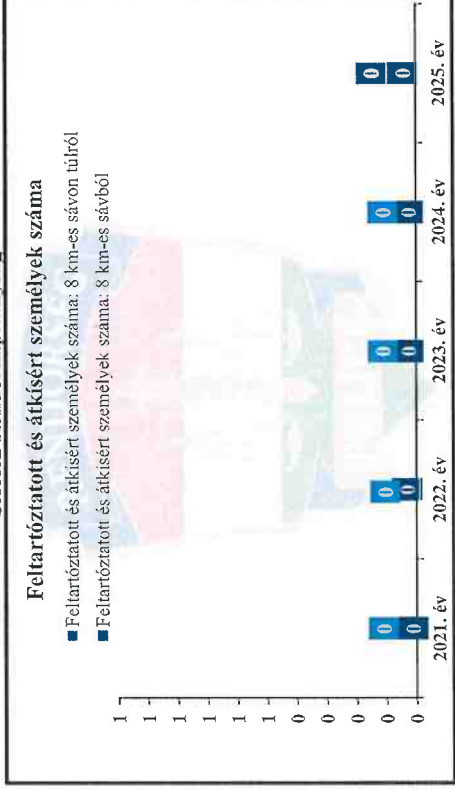 Feltartóztatott és átkísért személyek száma
Feltartóztatott és átkísért személyek száma: 8 km-es sávon túlról
Feltartóztatott és átkísért személyek száma: 8 km-es sávból
1
1
1
1
1
1
0
0
0
0
0
0 0 0 0 0
0 0 0 0 0
2021. év 2022. év 2023. év 2024. év 2025. év